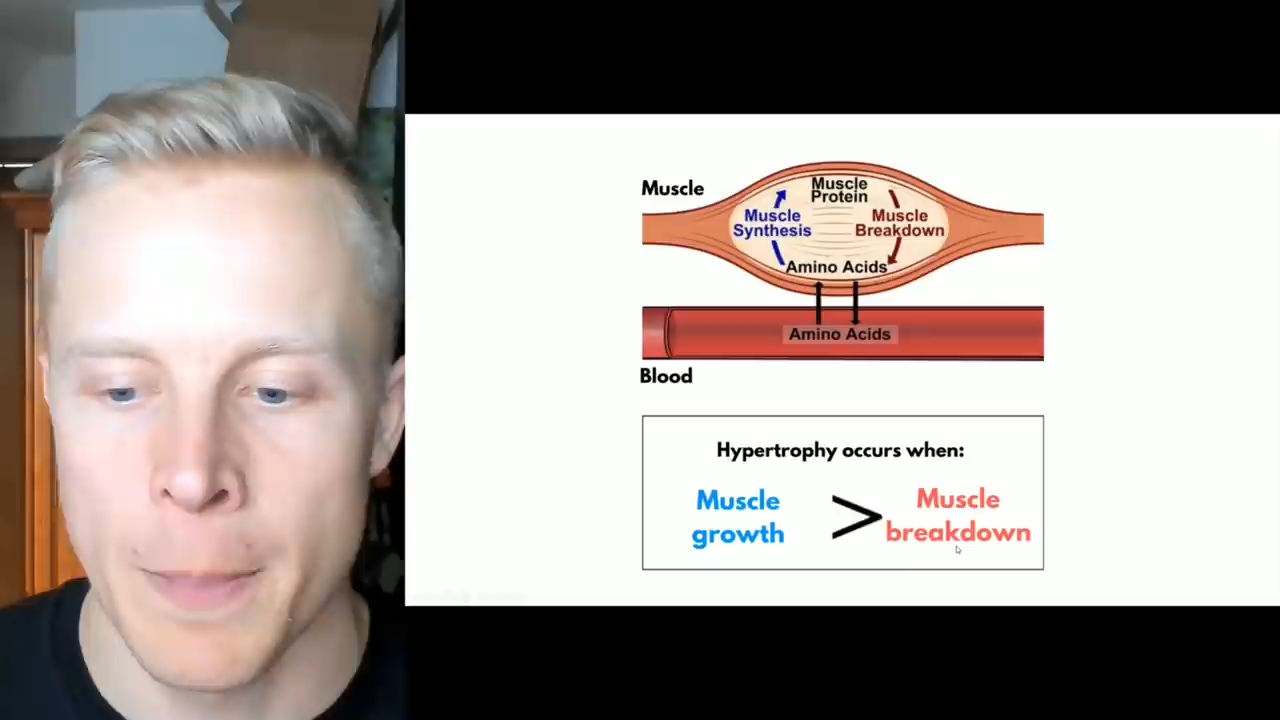 Muscle
Muscle
Protein
Muscle
Synthesis
Muscle
Breakdown
Amino Acids
Amino Acids
Blood
Hypertrophy occurs when:
Muscle
growth
>
Muscle
breakdown